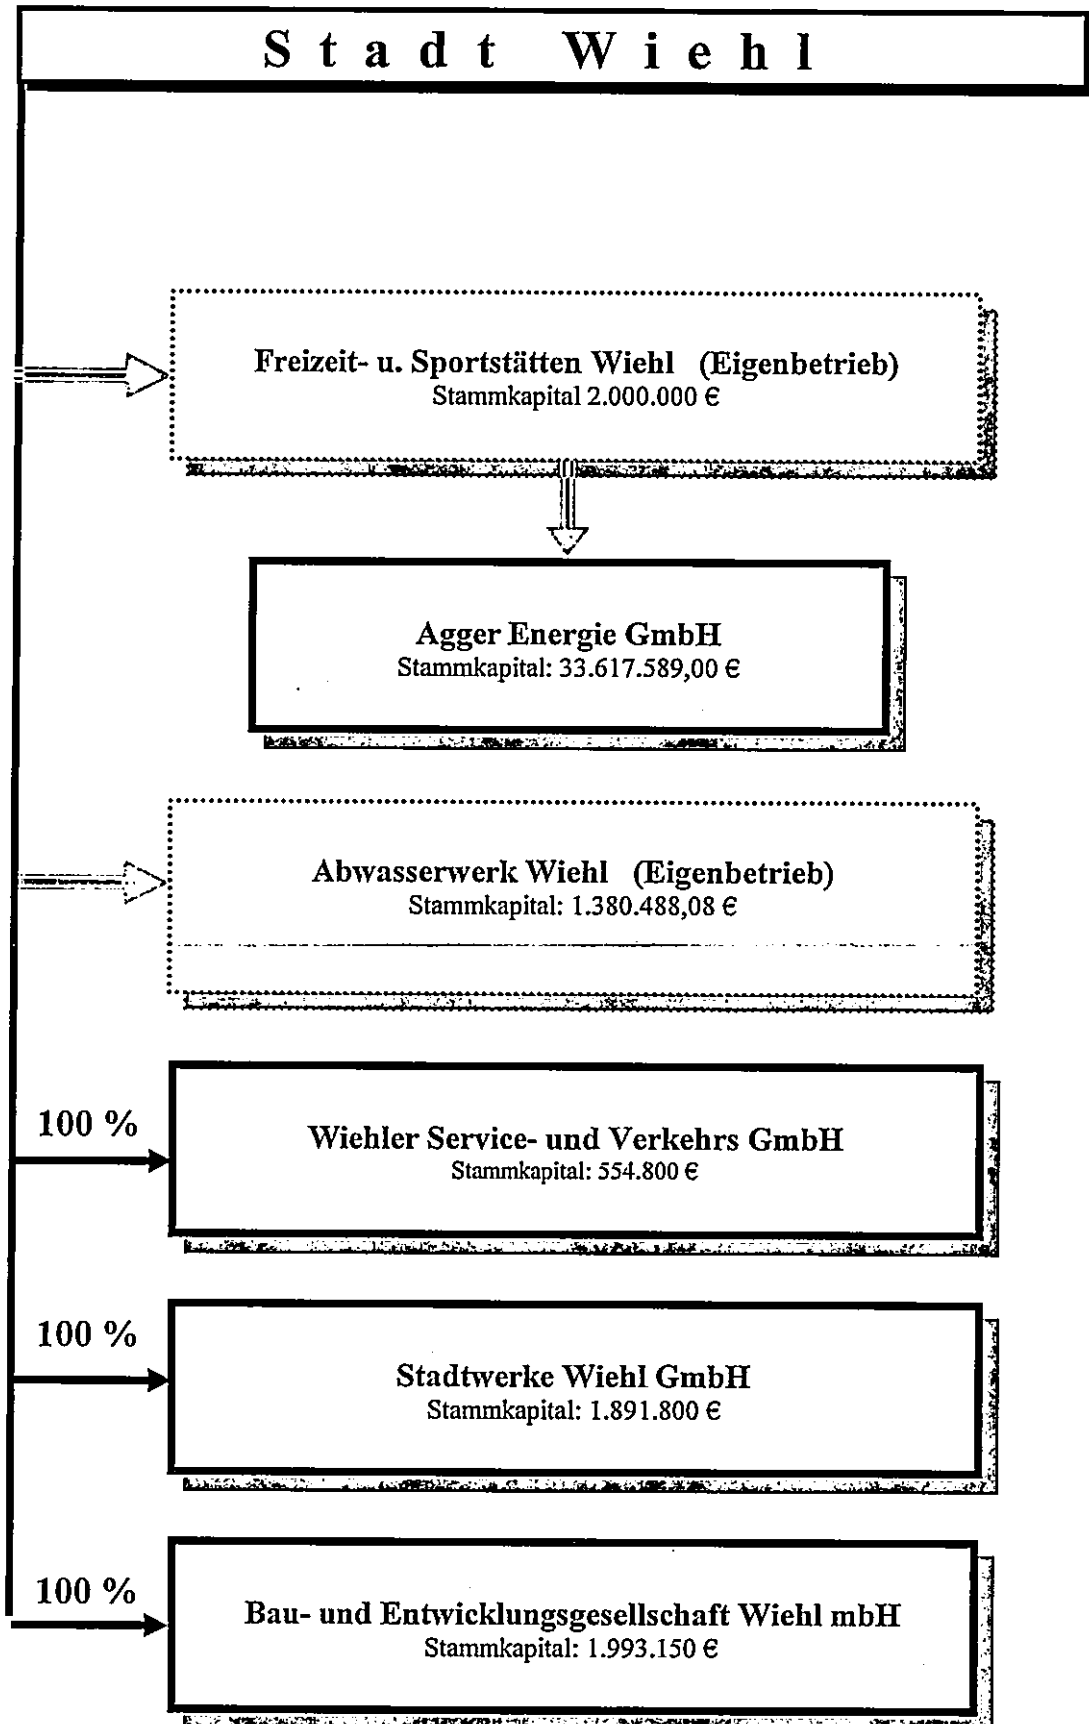 Stadt Wiehl
Freizeit- u. Sportstätten Wiehl (Eigenbetrieb)
Stammkapital 2.000.000 €
Agger Energie GmbH
Stammkapital: 33.617.589,00 €
Abwasserwerk Wiehl (Eigenbetrieb)
Stammkapital: 1.380.488,08 €
100 %
Wiehler Service- und Verkehrs GmbH
Stammkapital: 554.800 €
100 %
Stadtwerke Wiehl GmbH
Stammkapital: 1.891.800 €
100 %
Bau- und Entwicklungsgesellschaft Wiehl mbH
Stammkapital: 1.993.150 €